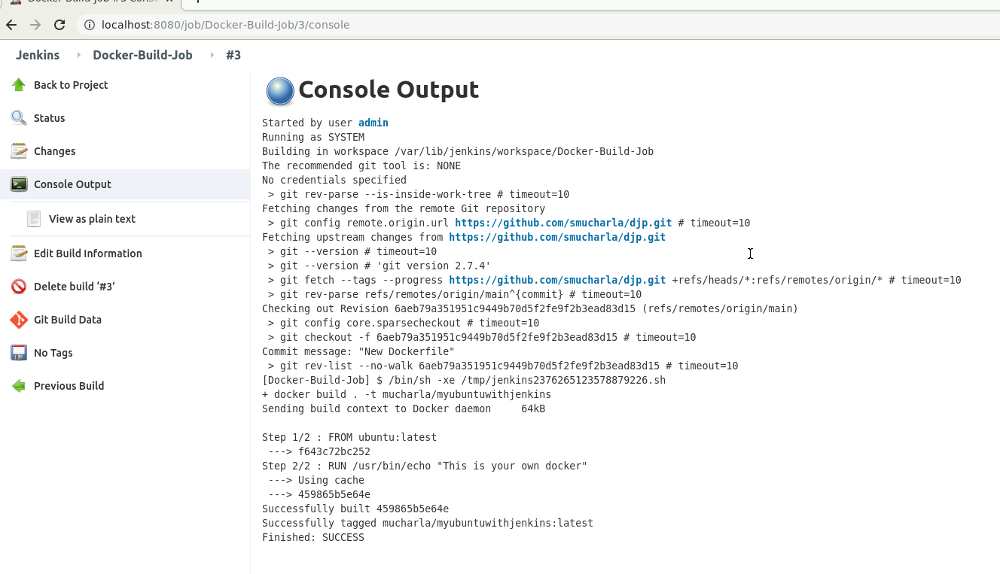 Docker-Build-Job #3 Conso
localhost:8080/job/Docker-Build-Job/3/console
Jenkins Docker-Build-Job #3
Back to Project
Status
Changes
Console Output
View as plain text
Edit Build Information
Delete build ‘#3’
Git Build Data
No Tags
Previous Build
Console Output
Started by user admin
Running as SYSTEM
Building in workspace /var/lib/jenkins/workspace/Docker-Build-Job
The recommended git tool is: NONE
No credentials specified
> git rev-parse --is-inside-work-tree # timeout=10
Fetching changes from the remote Git repository
> git config remote.origin.url https://github.com/smucharla/djp.git # timeout=10
Fetching upstream changes from https://github.com/smucharla/djp.git
> git --version # timeout=10
> git --version # 'git version 2.7.4'
> git fetch --tags --progress https://github.com/smucharla/djp.git +refs/heads/*:refs/remotes/origin/* # timeout=10
> git rev-parse refs/remotes/origin/main^{commit} # timeout=10
Checking out Revision 6aeb79a351951c9449b70d5f2fe9f2b3ead83d15 (refs/remotes/origin/main)
> git config core.sparsecheckout # timeout=10
> git checkout -f 6aeb79a351951c9449b70d5f2fe9f2b3ead83d15 # timeout=10
Commit message: "New Dockerfile"
> git rev-list --no-walk 6aeb79a351951c9449b70d5f2fe9f2b3ead83d15 # timeout=10
[Docker-Build-Job] $ /bin/sh -xe /tmp/jenkins2376265123578879226.sh
+ docker build . -t mucharla/myubuntuwithjenkins
Sending build context to Docker daemon 64kB
Step 1/2 : FROM ubuntu:latest
---> f643c72bc252
Step 2/2 : RUN /usr/bin/echo "This is your own docker"
---> Using cache
---> 459865b5e64e
Successfully built 459865b5e64e
Successfully tagged mucharla/myubuntuwithjenkins:latest
Finished: SUCCESS